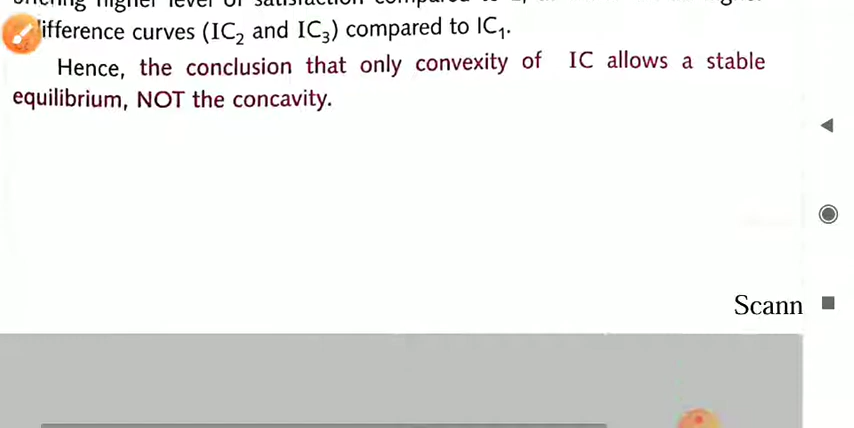 difference curves (IC₂ and IC₃) compared to IC₁.
Hence, the conclusion that only convexity of IC allows a stable
equilibrium, NOT the concavity.
Scann